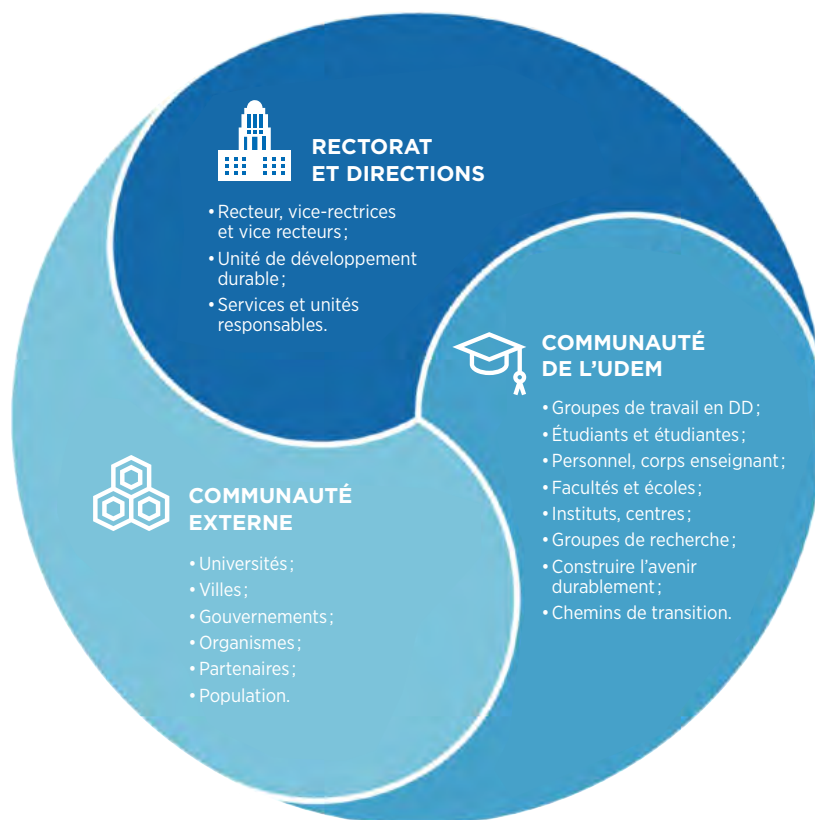 RECTORAT
ET DIRECTIONS
• Recteur, vice-rectrices
et vice recteurs;
• Unité de développement
durable;
• Services et unités
responsables.
COMMUNAUTÉ
DE L’UDEM
• Groupes de travail en DD;
• Étudiants et étudiantes;
• Personnel, corps enseignant;
• Facultés et écoles;
• Instituts, centres;
• Groupes de recherche;
• Construire l’avenir
durablement;
• Chemins de transition.
COMMUNAUTÉ
EXTERNE
• Universités;
• Villes;
• Gouvernements;
• Organismes;
• Partenaires;
• Population.